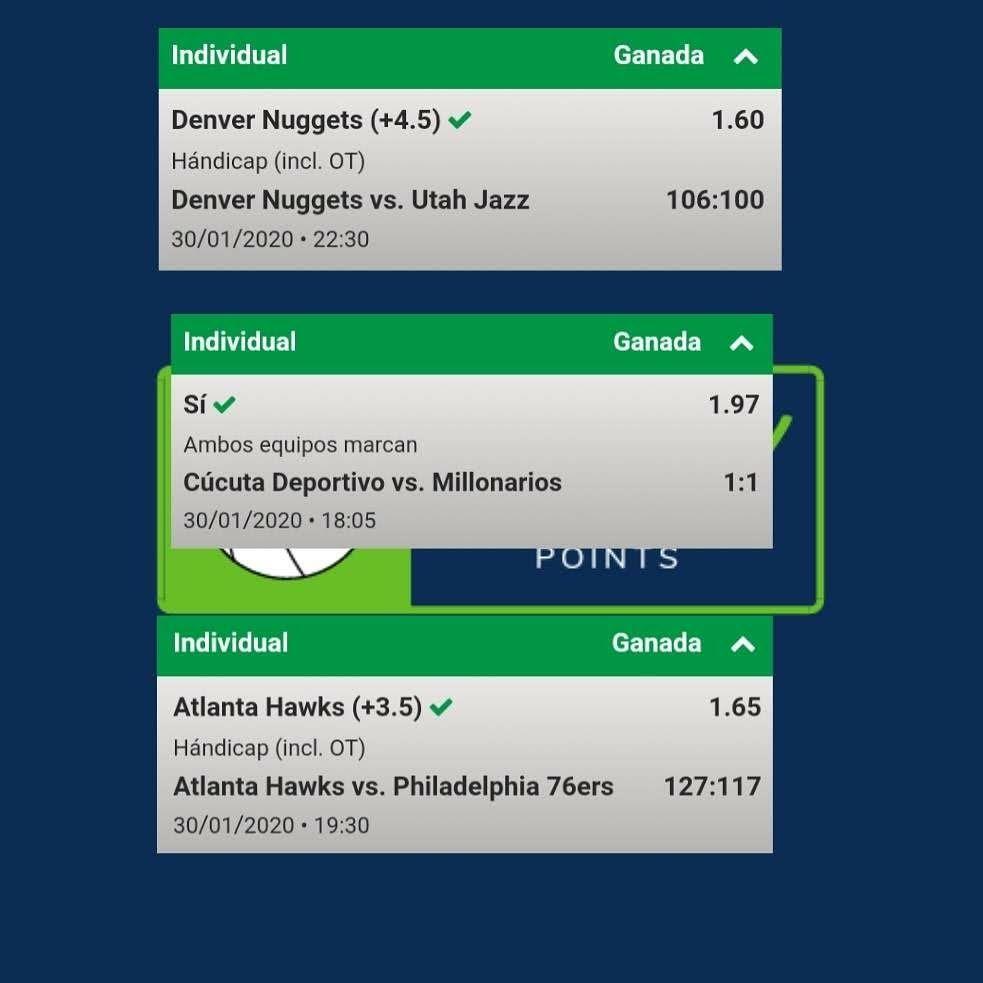 Individual Ganada
Denver Nuggets (+4.5) 1.60
Hándicap (incl. OT)
Denver Nuggets vs. Utah Jazz 106:100
30/01/2020 • 22:30
Individual Ganada
Sí 1.97
Ambos equipos marcan
Cúcuta Deportivo vs. Millonarios 1:1
30/01/2020 • 18:05
POINTS
Individual Ganada
Atlanta Hawks (+3.5) 1.65
Hándicap (incl. OT)
Atlanta Hawks vs. Philadelphia 76ers 127:117
30/01/2020 • 19:30